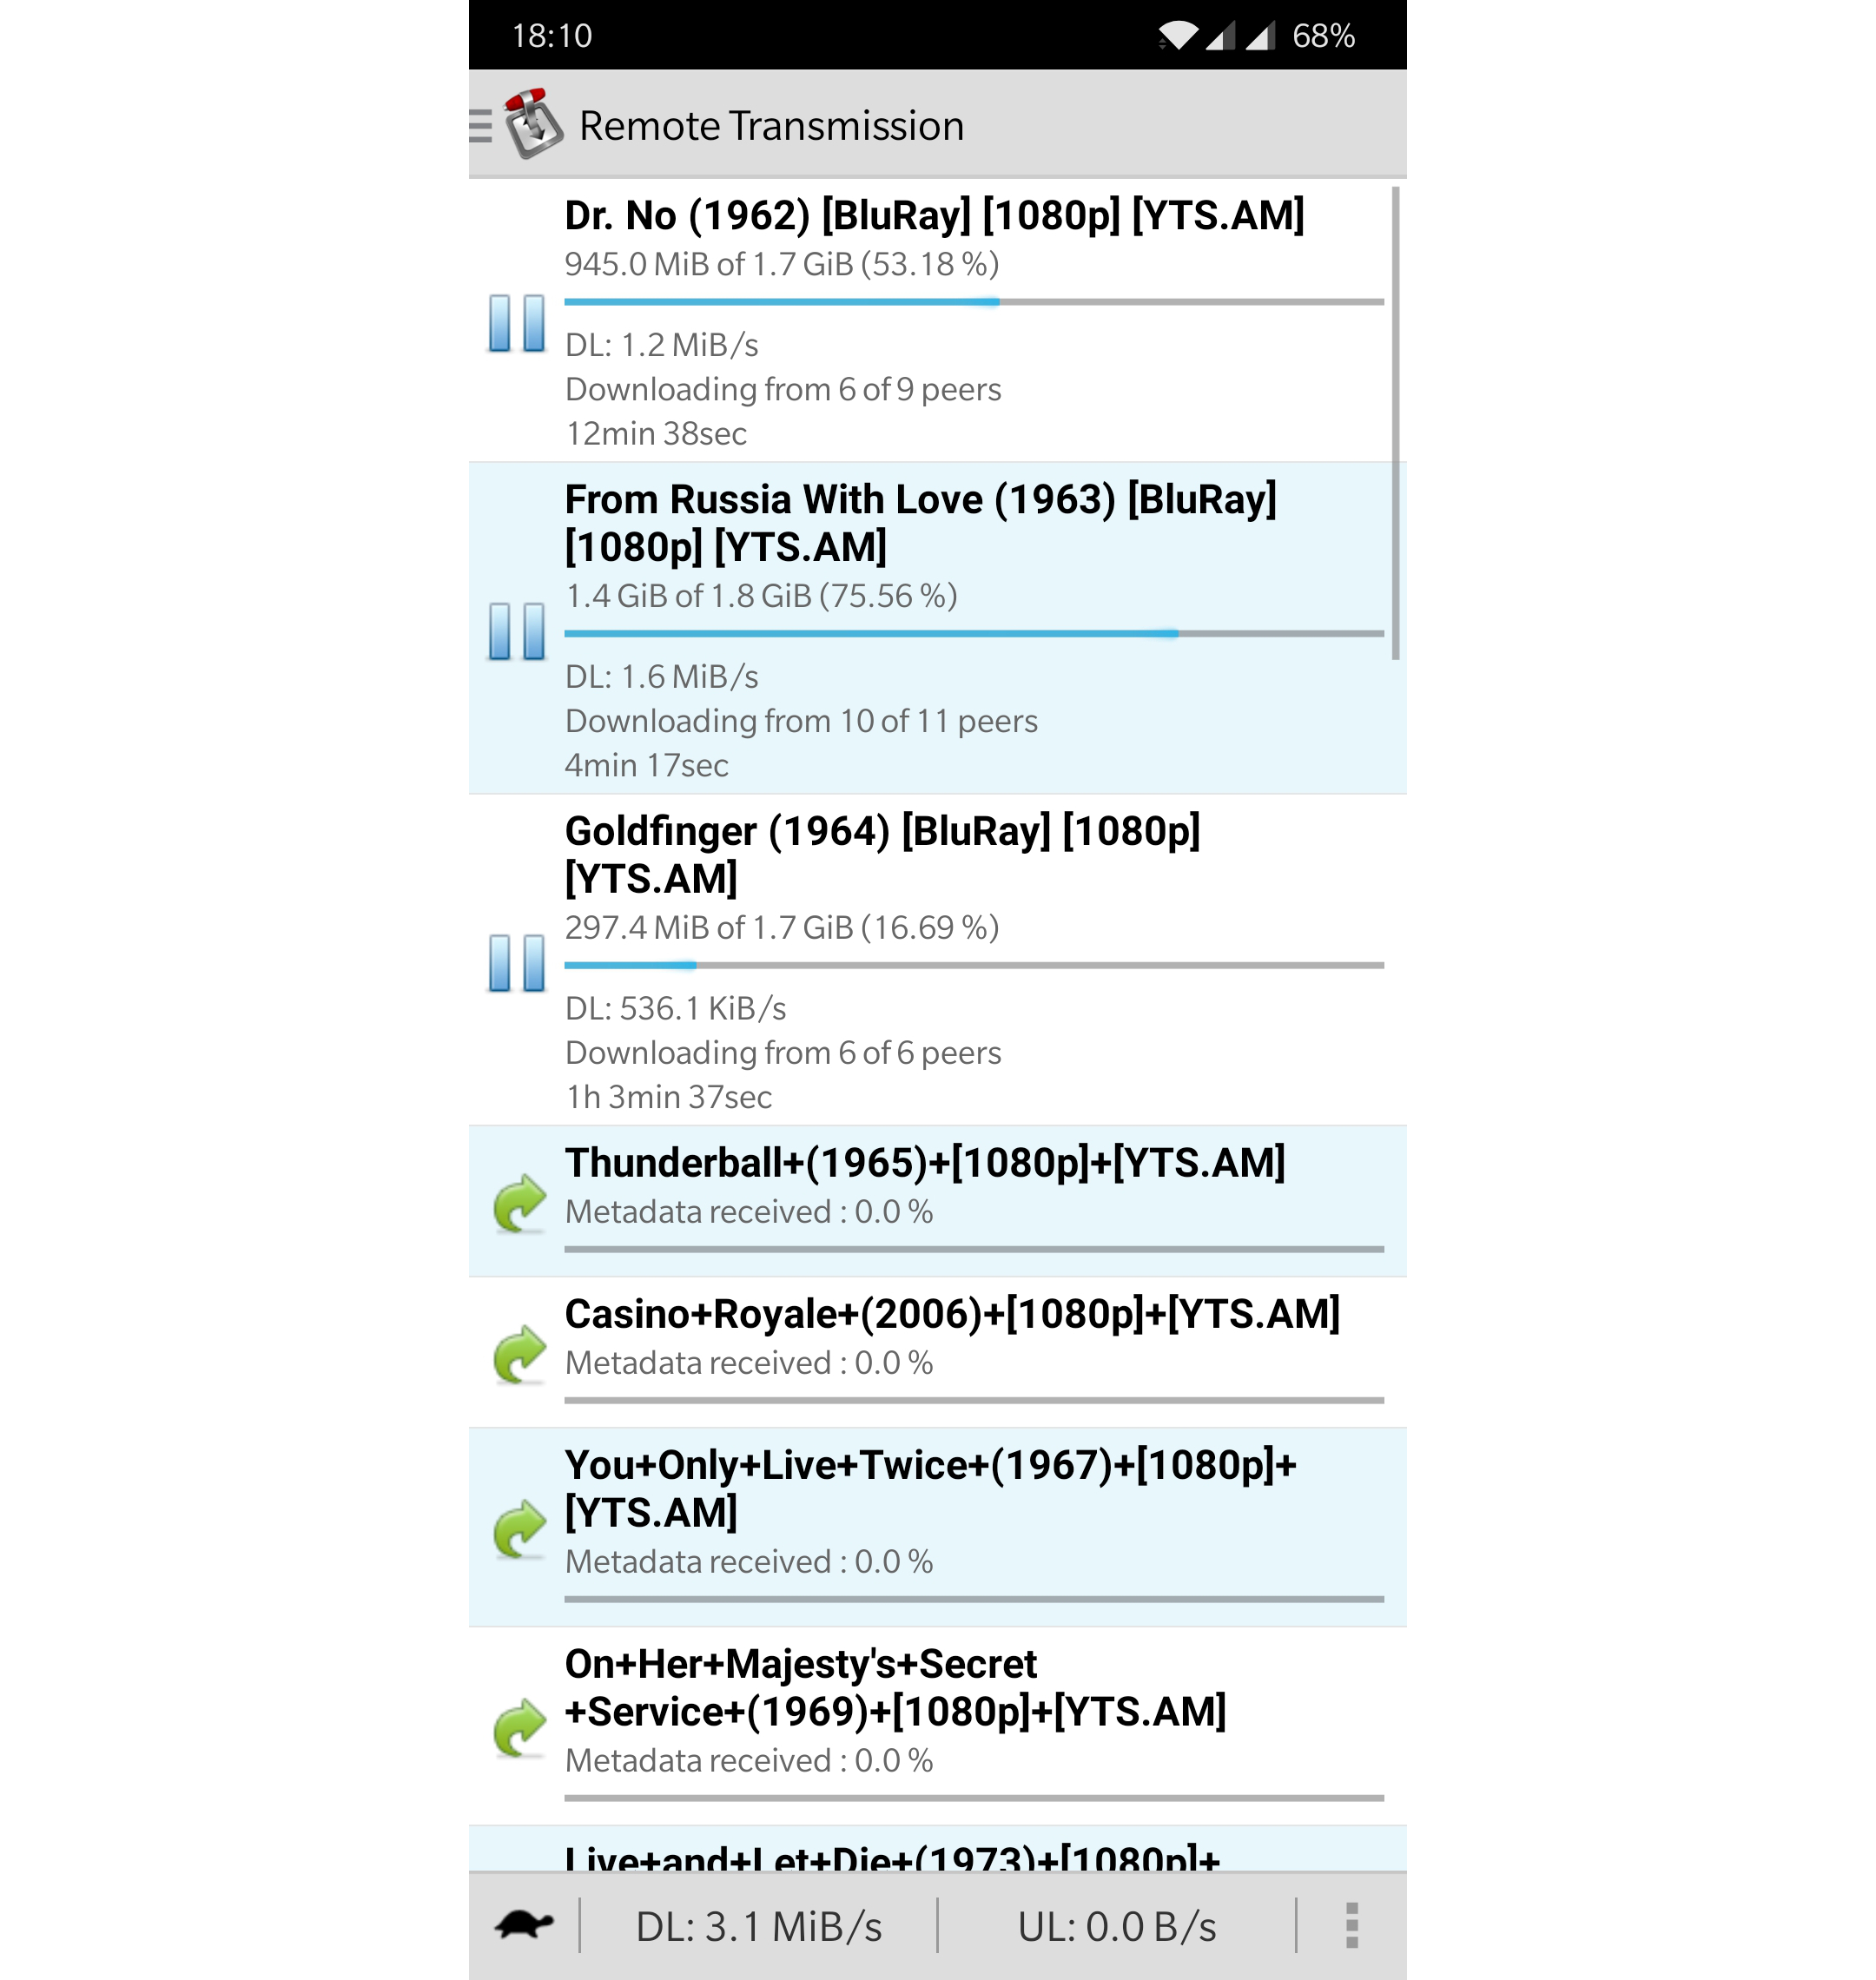 18:10
68%
Remote Transmission
Dr. No (1962) [BluRay] [1080p] [YTS.AM]
945.0 MiB of 1.7 GiB (53.18 %)
DL: 1.2 MiB/s
Downloading from 6 of 9 peers
12min 38sec
From Russia With Love (1963) [BluRay]
[1080p] [YTS.AM]
1.4 GiB of 1.8 GiB (75.56 %)
DL: 1.6 MiB/s
Downloading from 10 of 11 peers
4min 17sec
Goldfinger (1964) [BluRay] [1080p]
[YTS.AM]
297.4 MiB of 1.7 GiB (16.69 %)
DL: 536.1 KiB/s
Downloading from 6 of 6 peers
1h 3min 37sec
Thunderball+(1965)+[1080p]+[YTS.AM]
Metadata received : 0.0 %
Casino+Royale+(2006)+[1080p]+[YTS.AM]
Metadata received : 0.0 %
You+Only+Live+Twice+(1967)+[1080p]+
[YTS.AM]
Metadata received : 0.0 %
On+Her+Majesty's+Secret
+Service+(1969)+[1080p]+[YTS.AM]
Metadata received : 0.0 %
Live+and+Let+Die+(1973)+[1080p]+
DL: 3.1 MiB/s
UL: 0.0 B/s